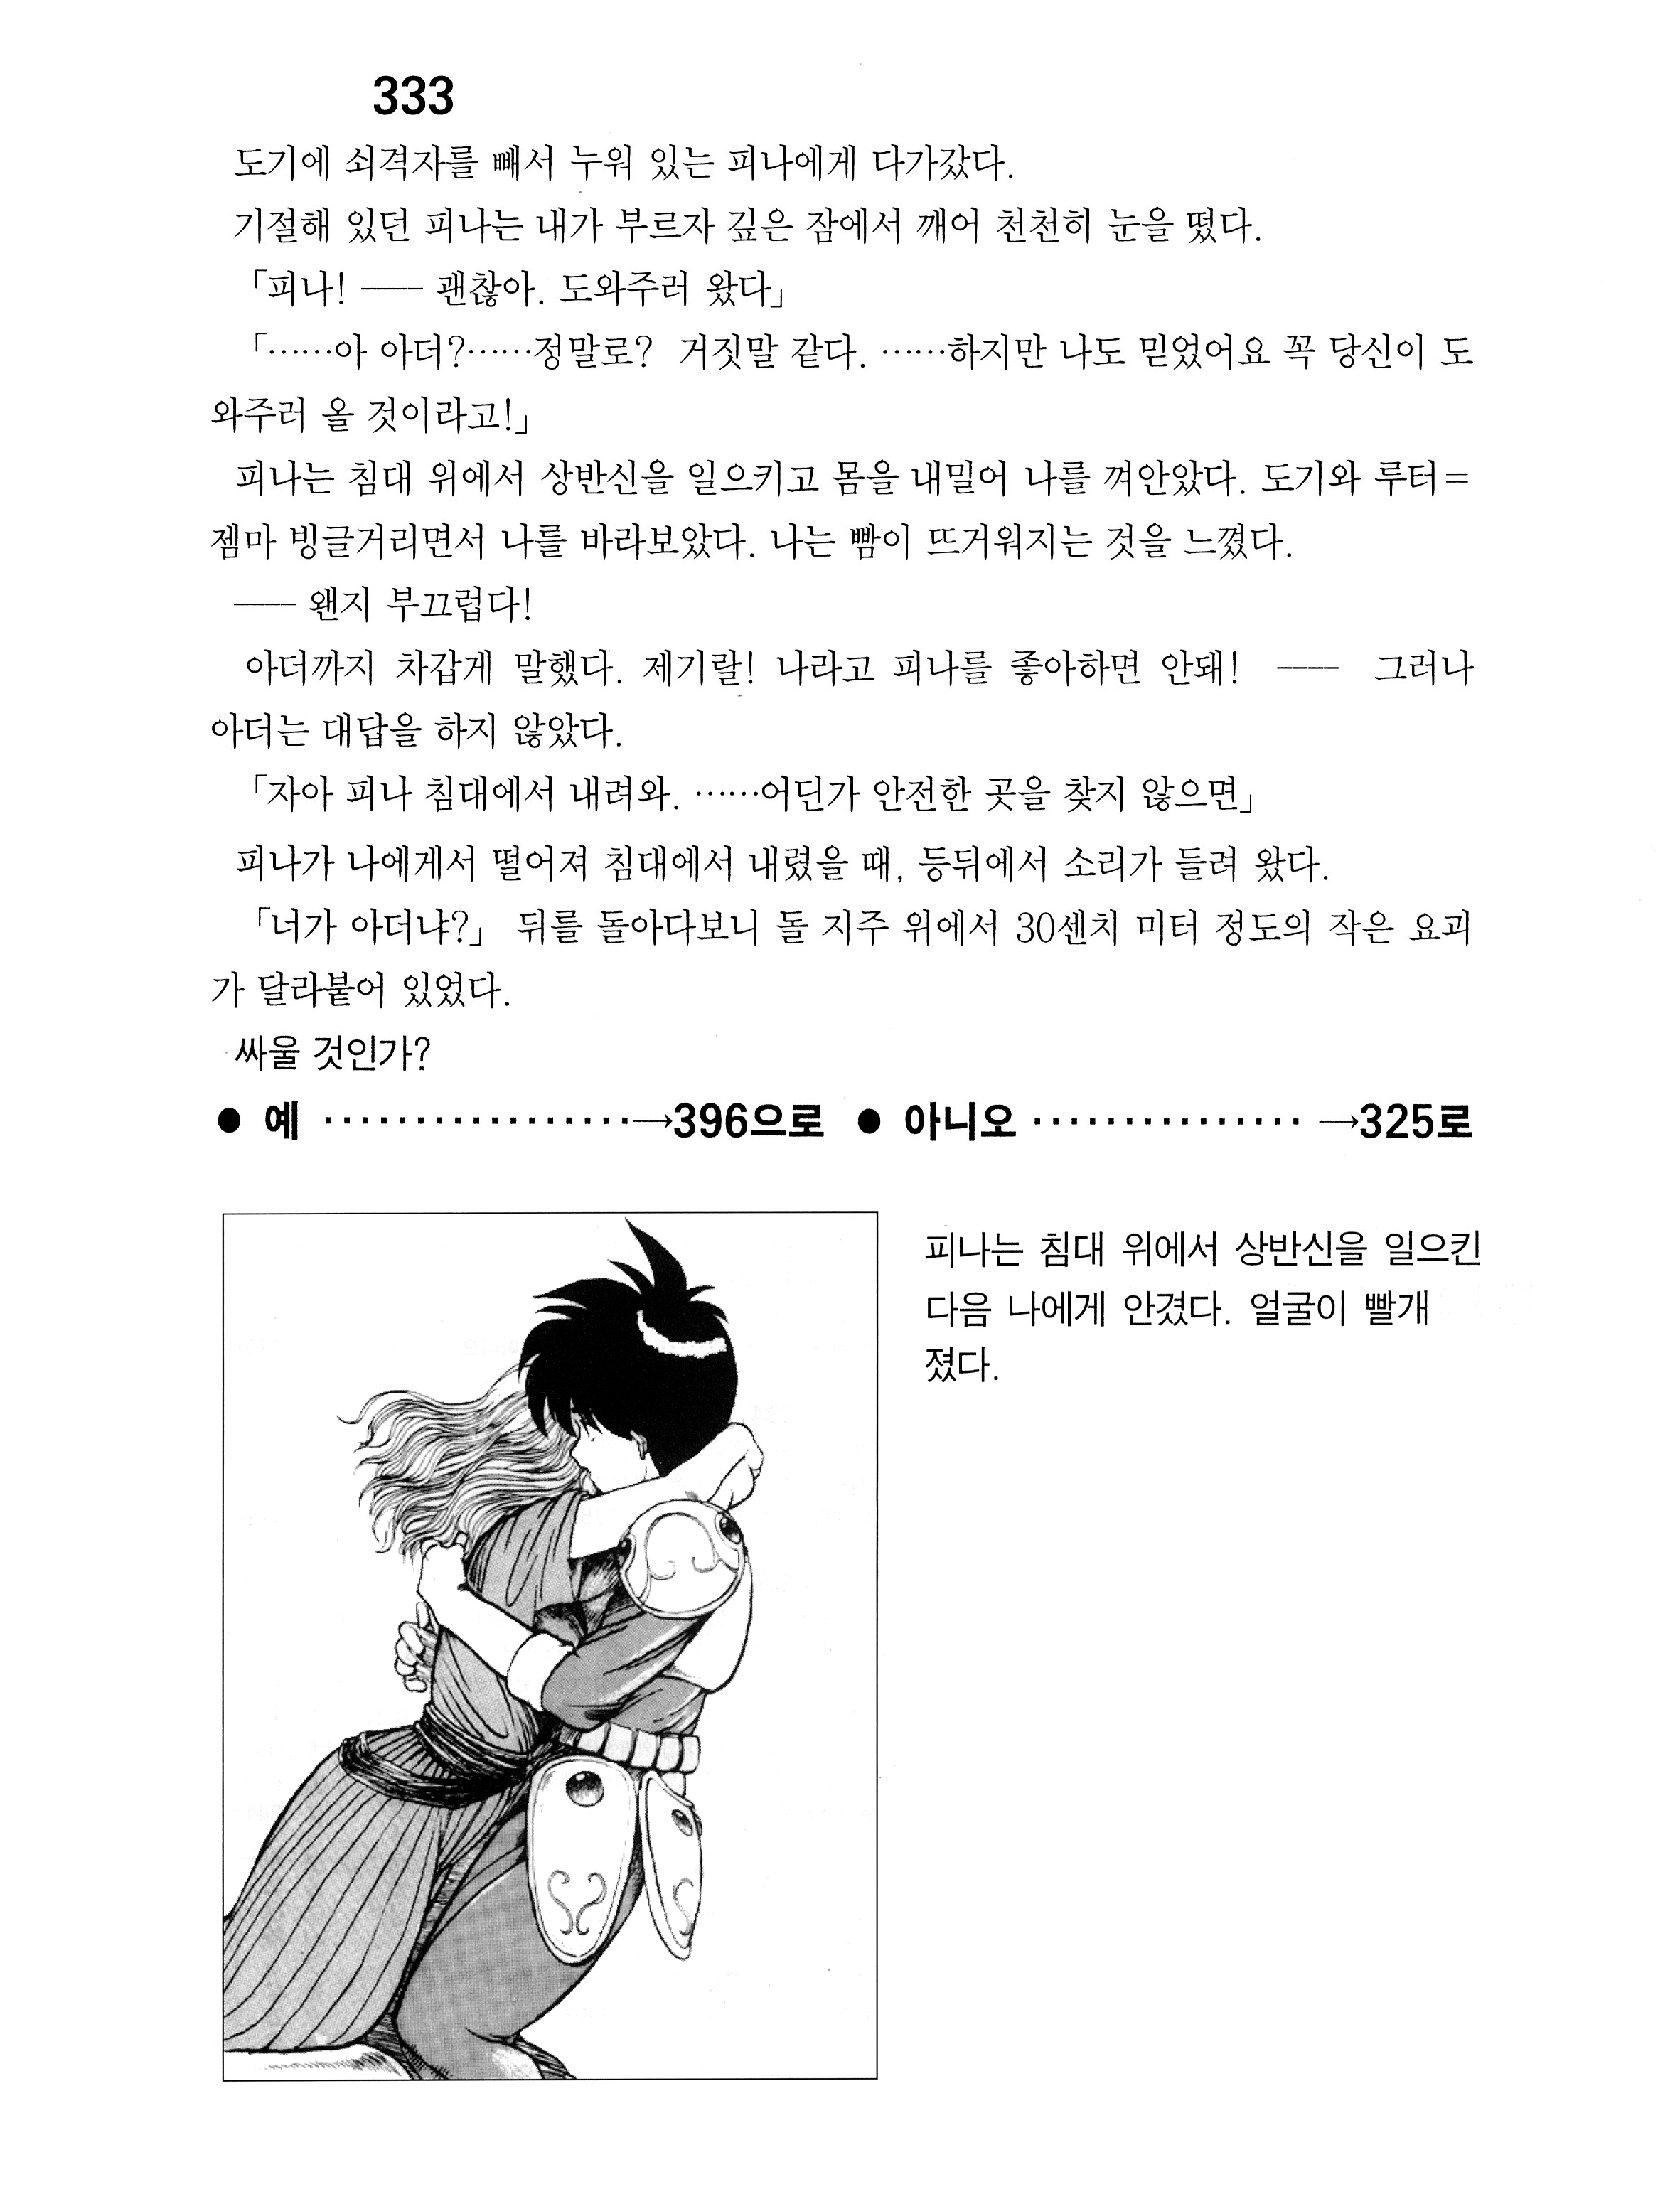 333
도기에 쇠격자를 빼서 누워 있는 피나에게 다가갔다.
기절해 있던 피나는 내가 부르자 깊은 잠에서 깨어 천천히 눈을 떴다.
「피나! ── 괜찮아. 도와주러 왔다」
「……아 아더?……정말로? 거짓말 같다. ……하지만 나도 믿었어요 꼭 당신이 도
와주러 올 것이라고!」
피나는 침대 위에서 상반신을 일으키고 몸을 내밀어 나를 껴안았다. 도기와 루터=
젬마 빙글거리면서 나를 바라보았다. 나는 뺨이 뜨거워지는 것을 느꼈다.
── 왠지 부끄럽다!
아더까지 차갑게 말했다. 제기랄! 나라고 피나를 좋아하면 안돼! ── 그러나
아더는 대답을 하지 않았다.
「자아 피나 침대에서 내려와. ……어딘가 안전한 곳을 찾지 않으면」
피나가 나에게서 떨어져 침대에서 내렸을 때, 등뒤에서 소리가 들려 왔다.
「너가 아더냐?」 뒤를 돌아다보니 돌 지주 위에서 30센치 미터 정도의 작은 요괴
가 달라붙어 있었다.
싸울 것인가?
● 예 ·················→396으로 ● 아니오 ··············· →325로
피나는 침대 위에서 상반신을 일으킨
다음 나에게 안겼다. 얼굴이 빨개
졌다.